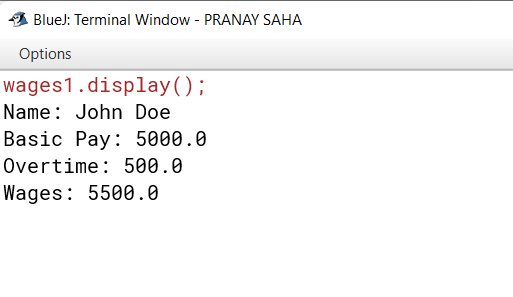 BlueJ: Terminal Window - PRANAY SAHA
Options
wages1.display();
Name: John Doe
Basic Pay: 5000.0
Overtime: 500.0
Wages: 5500.0